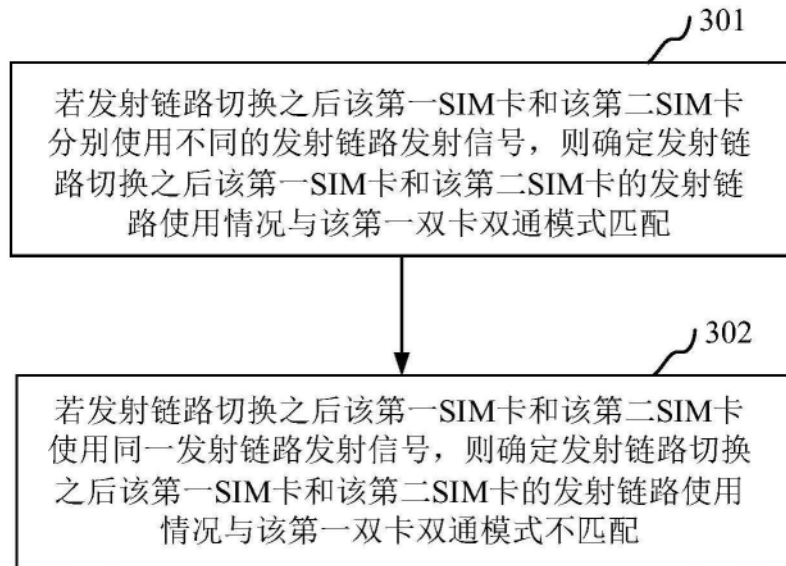 301
若发射链路切换之后该第一SIM卡和该第二SIM卡
分别使用不同的发射链路发射信号，则确定发射链
路切换之后该第一SIM卡和该第二SIM卡的发射链
路使用情况与该第一双卡双通模式匹配
302
若发射链路切换之后该第一SIM卡和该第二SIM卡
使用同一发射链路发射信号，则确定发射链路切换
之后该第一SIM卡和该第二SIM卡的发射链路使用
情况与该第一双卡双通模式不匹配